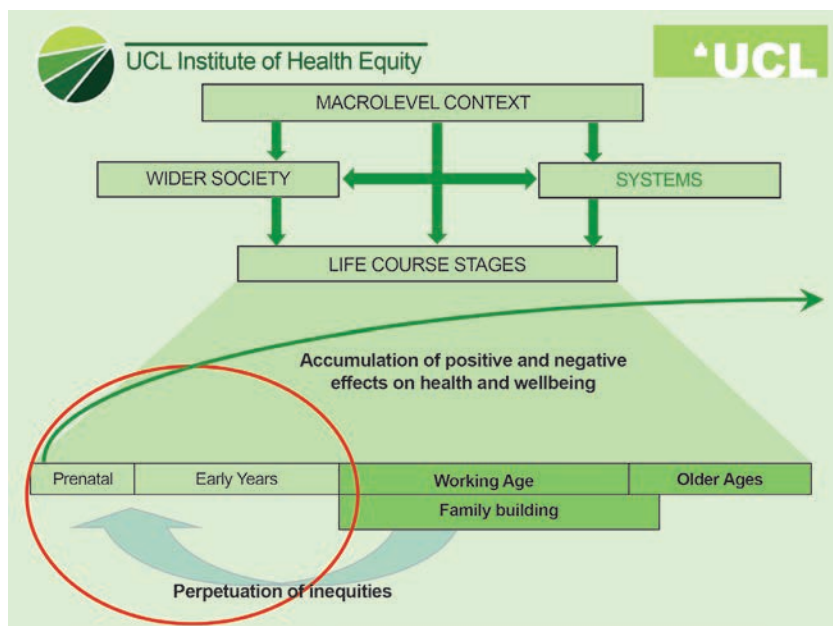 UCL Institute of Health Equity
UCL
MACROLEVEL CONTEXT
WIDER SOCIETY
SYSTEMS
LIFE COURSE STAGES
Accumulation of positive and negative
effects on health and wellbeing
Prenatal
Early Years
Working Age
Older Ages
Family building
Perpetuation of inequities